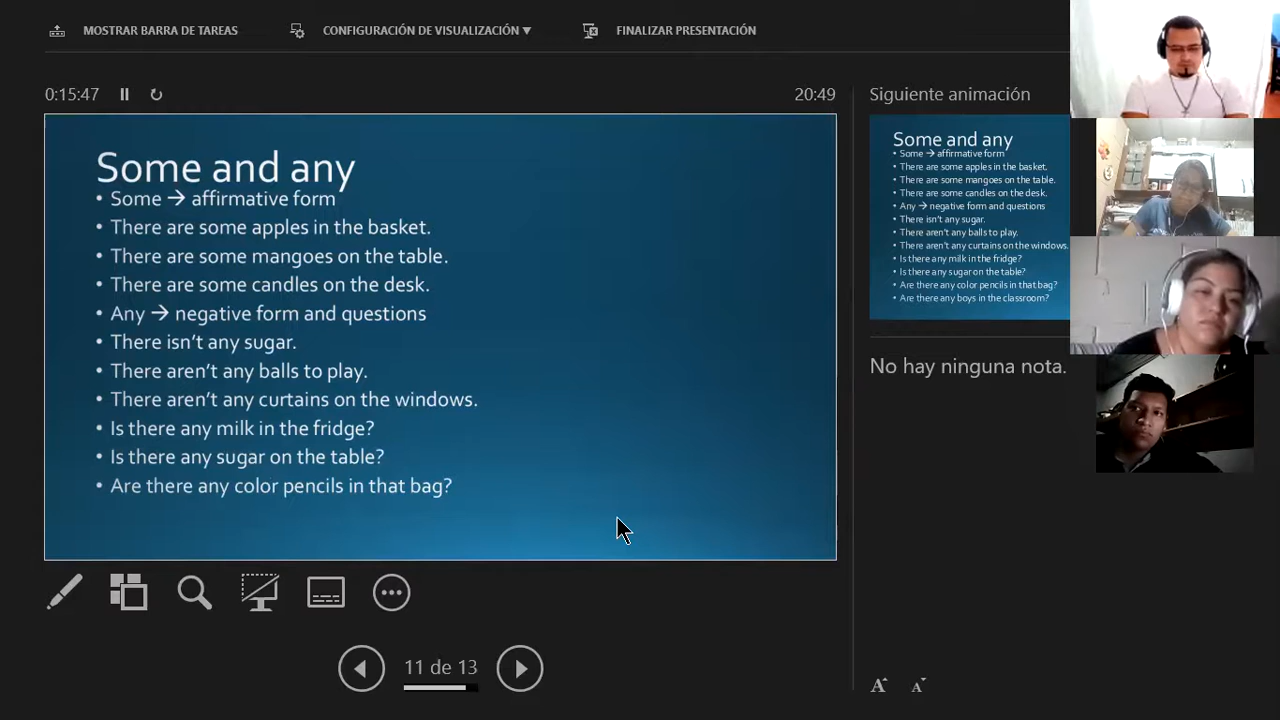 MOSTRAR BARRA DE TAREAS
CONFIGURACIÓN DE VISUALIZACIÓN ▼
FINALIZAR PRESENTACIÓN
0:15:47
20:49
Some and any
• Some → affirmative form
• There are some apples in the basket.
• There are some mangoes on the table.
• There are some candles on the desk.
• Any → negative form and questions
• There isn't any sugar.
• There aren't any balls to play.
• There aren't any curtains on the windows.
• Is there any milk in the fridge?
• Is there any sugar on the table?
• Are there any color pencils in that bag?
11 de 13
Siguiente animación
Some and any
• Some → affirmative form
• There are some apples in the basket.
• There are some mangoes on the table.
• There are some candles on the desk.
• Any → negative form and questions
• There isn't any sugar.
• There aren't any balls to play.
• There aren't any curtains on the windows.
• Is there any milk in the fridge?
• Is there any sugar on the table?
• Are there any color pencils in that bag?
• Are there any boys in the classroom?
No hay ninguna nota.
A A